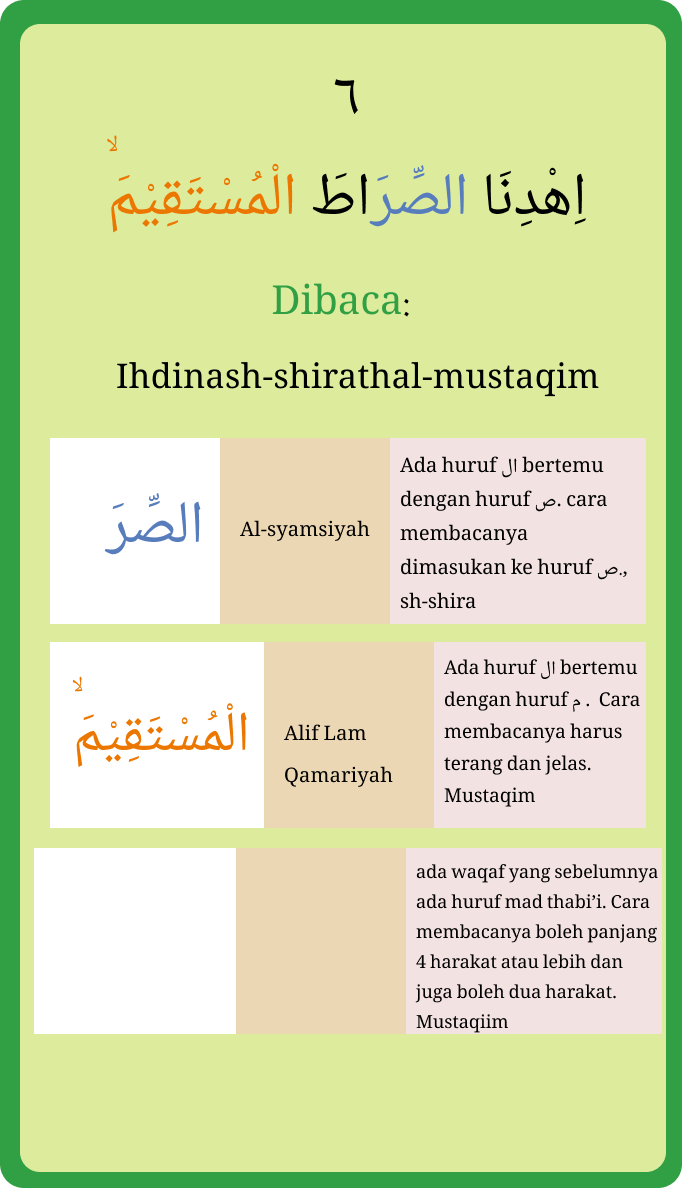 ٦
اِهْدِنَا الصِّرَاطَ الْمُسْتَقِيْمَ ۙ
Dibaca:
Ihdinash-shirathal-mustaqim
الصِّرَ
Al-syamsiyah
Ada huruf ال bertemu
dengan huruf ص. cara
membacanya
dimasukan ke huruf ص.,
sh-shira
الْمُسْتَقِيْمَ ۙ
Alif Lam
Qamariyah
Ada huruf ال bertemu
dengan huruf م . Cara
membacanya harus
terang dan jelas.
Mustaqim
ada waqaf yang sebelumnya
ada huruf mad thabi’i. Cara
membacanya boleh panjang
4 harakat atau lebih dan
juga boleh dua harakat.
Mustaqiim